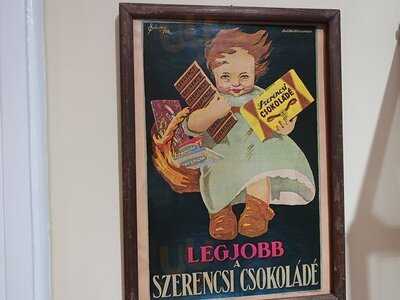 Szerencsi
CSOKOLÁDÉ
LEGJOBB
A
SZERENCSI CSOKOLÁDÉ